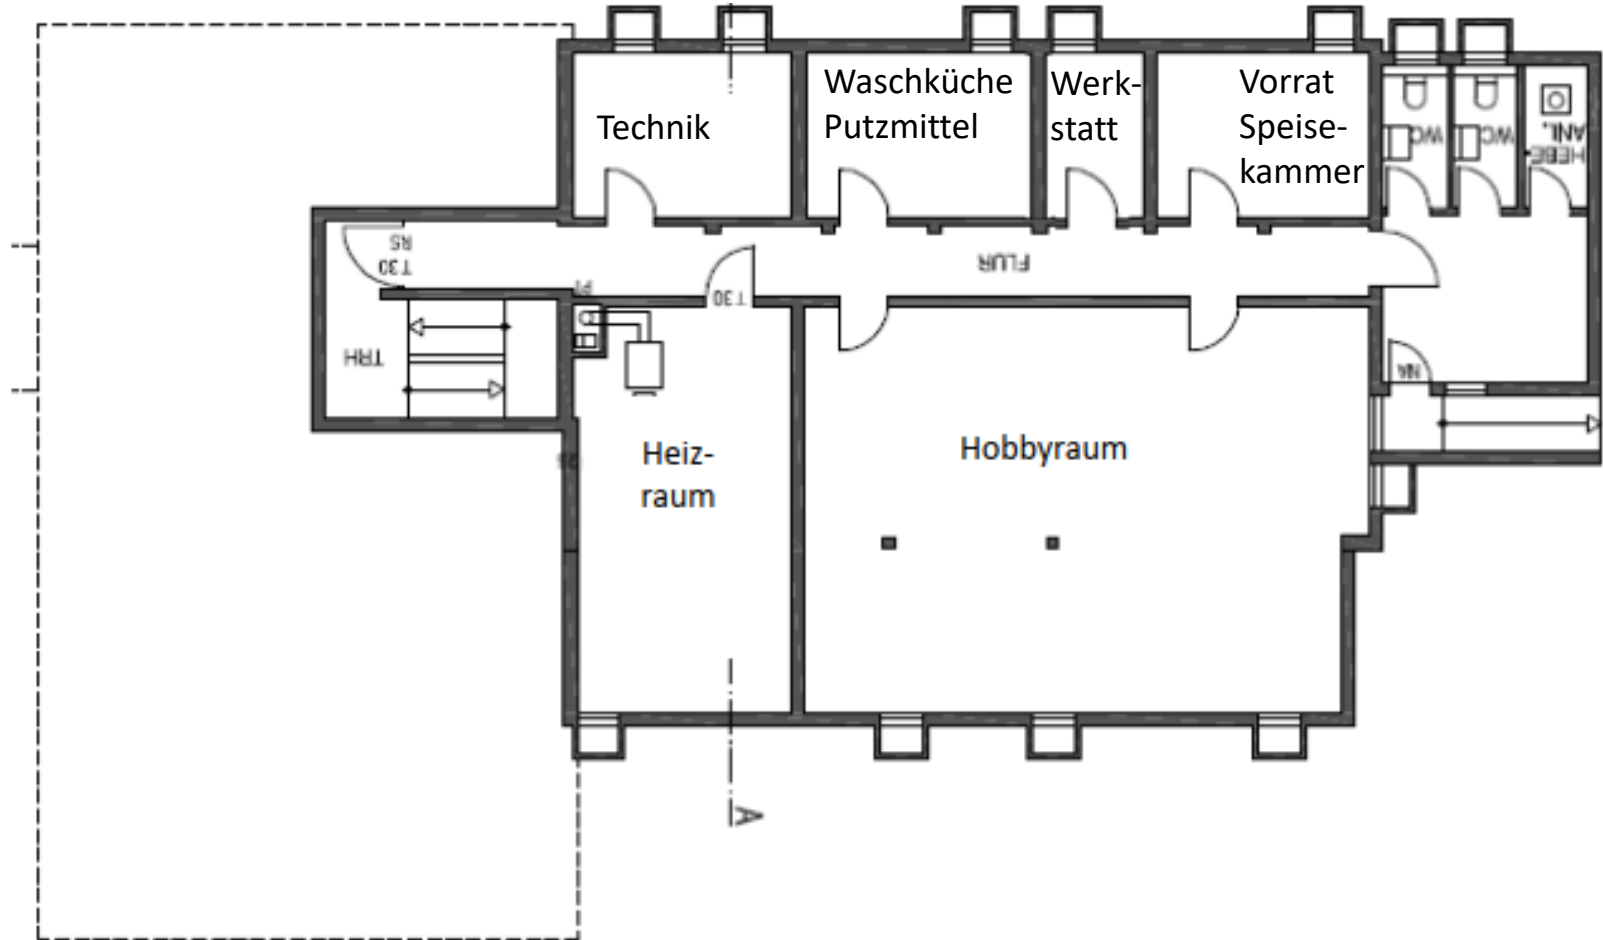 Technik
Waschküche
Putzmittel
Werk-
statt
Vorrat
Speise-
kammer
WC
WC
HEBE
ANL.
RS
T30
FLUR
T30
TRH
NA
Heiz-
raum
Hobbyraum
A